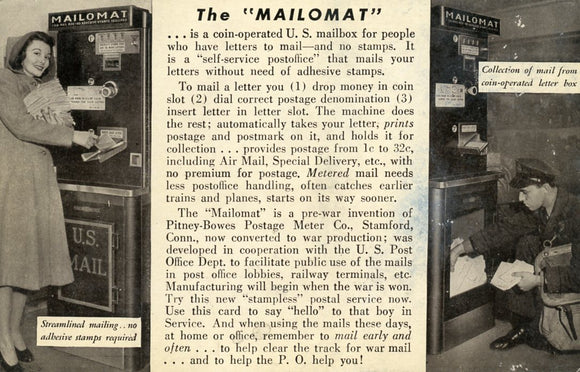 The "MAILOMAT"
. . . is a coin-operated U. S. mailbox for people
who have letters to mail—and no stamps. It
is a "self-service postoffice" that mails your
letters without need of adhesive stamps.
To mail a letter you (1) drop money in coin
slot (2) dial correct postage denomination (3)
insert letter in letter slot. The machine does
the rest; automatically takes your letter, prints
postage and postmark on it, and holds it for
collection . . . provides postage from 1c to 32c,
including Air Mail, Special Delivery, etc., with
no premium for postage. Metered mail needs
less postoffice handling, often catches earlier
trains and planes, starts on its way sooner.
The "Mailomat" is a pre-war invention of
Pitney-Bowes Postage Meter Co., Stamford,
Conn., now converted to war production; was
developed in cooperation with the U. S. Post
Office Dept. to facilitate public use of the mails
in post office lobbies, railway terminals, etc.
Manufacturing will begin when the war is won.
Try this new "stampless" postal service now.
Use this card to say "hello" to that boy in
Service. And when using the mails these days,
at home or office, remember to mail early and
often . . . to help clear the track for war mail
. . . and to help the P. O. help you!
MAILOMAT
U.S.
MAIL
Streamlined mailing . . no
adhesive stamps required
MAILOMAT
Collection of mail from
coin-operated letter box